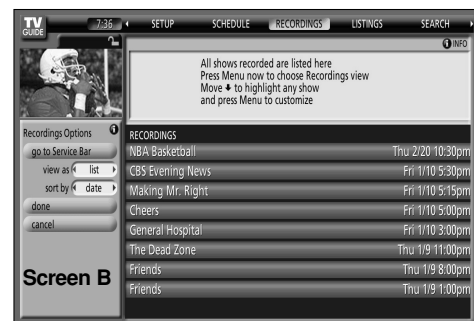 TV
GUIDE
7:36
SETUP SCHEDULE RECORDINGS LISTINGS SEARCH
INFO
All shows recorded are listed here
Press Menu now to choose Recordings view
Move ↓ to highlight any show
and press Menu to customize
Recordings Options
go to Service Bar
view as list
sort by date
done
cancel
Screen B
RECORDINGS
NBA Basketball Thu 2/20 10:30pm
CBS Evening News Fri 1/10 5:30pm
Making Mr. Right Fri 1/10 5:15pm
Cheers Fri 1/10 5:00pm
General Hospital Fri 1/10 3:00pm
The Dead Zone Thu 1/9 11:00pm
Friends Thu 1/9 8:00pm
Friends Thu 1/9 1:00pm